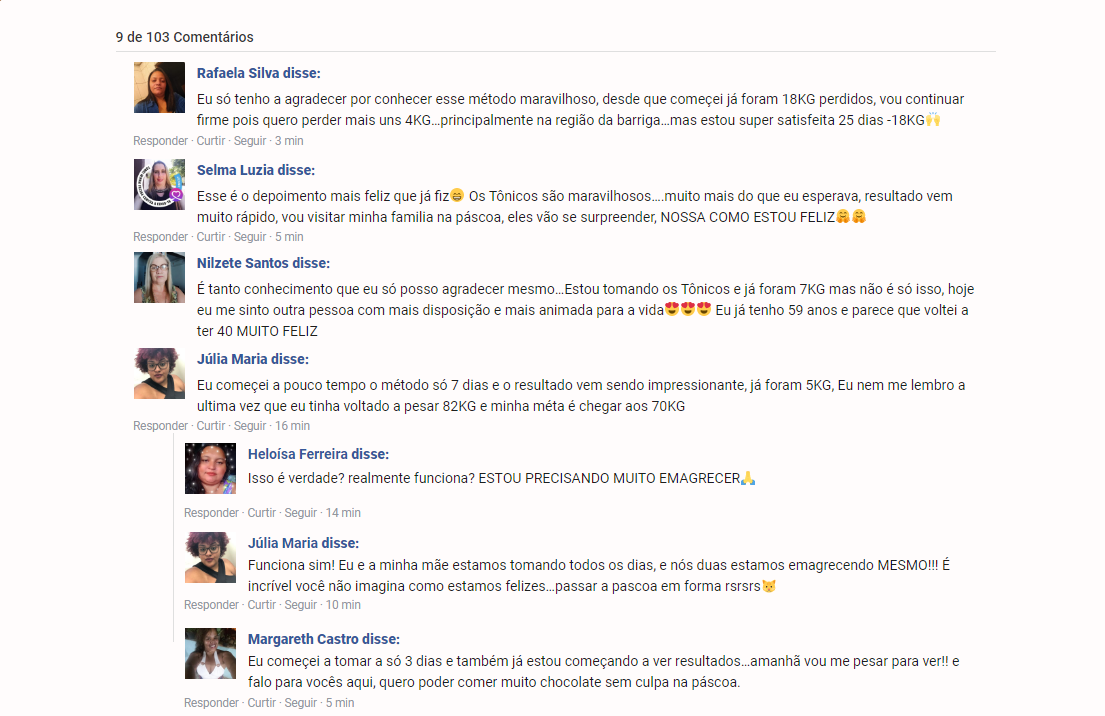 9 de 103 Comentários
Rafaela Silva disse:
Eu só tenho a agradecer por conhecer esse método maravilhoso, desde que começei já foram 18KG perdidos, vou continuar
firme pois quero perder mais uns 4KG...principalmente na região da barriga...mas estou super satisfeita 25 dias -18KG🙌
Responder · Curtir · Seguir · 3 min
Selma Luzia disse:
Esse é o depoimento mais feliz que já fiz😄 Os Tônicos são maravilhosos....muito mais do que eu esperava, resultado vem
muito rápido, vou visitar minha familia na páscoa, eles vão se surpreender, NOSSA COMO ESTOU FELIZ🤗🤗
Responder · Curtir · Seguir · 5 min
Nilzete Santos disse:
É tanto conhecimento que eu só posso agradecer mesmo...Estou tomando os Tônicos e já foram 7KG mas não é só isso, hoje
eu me sinto outra pessoa com mais disposição e mais animada para a vida😍😍😍 Eu já tenho 59 anos e parece que voltei a
ter 40 MUITO FELIZ
Júlia Maria disse:
Eu começei a pouco tempo o método só 7 dias e o resultado vem sendo impressionante, já foram 5KG, Eu nem me lembro a
ultima vez que eu tinha voltado a pesar 82KG e minha méta é chegar aos 70KG
Responder · Curtir · Seguir · 16 min
Heloísa Ferreira disse:
Isso é verdade? realmente funciona? ESTOU PRECISANDO MUITO EMAGRECER🙏
Responder · Curtir · Seguir · 14 min
Júlia Maria disse:
Funciona sim! Eu e a minha mãe estamos tomando todos os dias, e nós duas estamos emagrecendo MESMO!!! É
incrível você não imagina como estamos felizes...passar a pascoa em forma rsrsrs😺
Responder · Curtir · Seguir · 10 min
Margareth Castro disse:
Eu começei a tomar a só 3 dias e também já estou começando a ver resultados...amanhã vou me pesar para ver!! e
falo para vocês aqui, quero poder comer muito chocolate sem culpa na páscoa.
Responder · Curtir · Seguir · 5 min